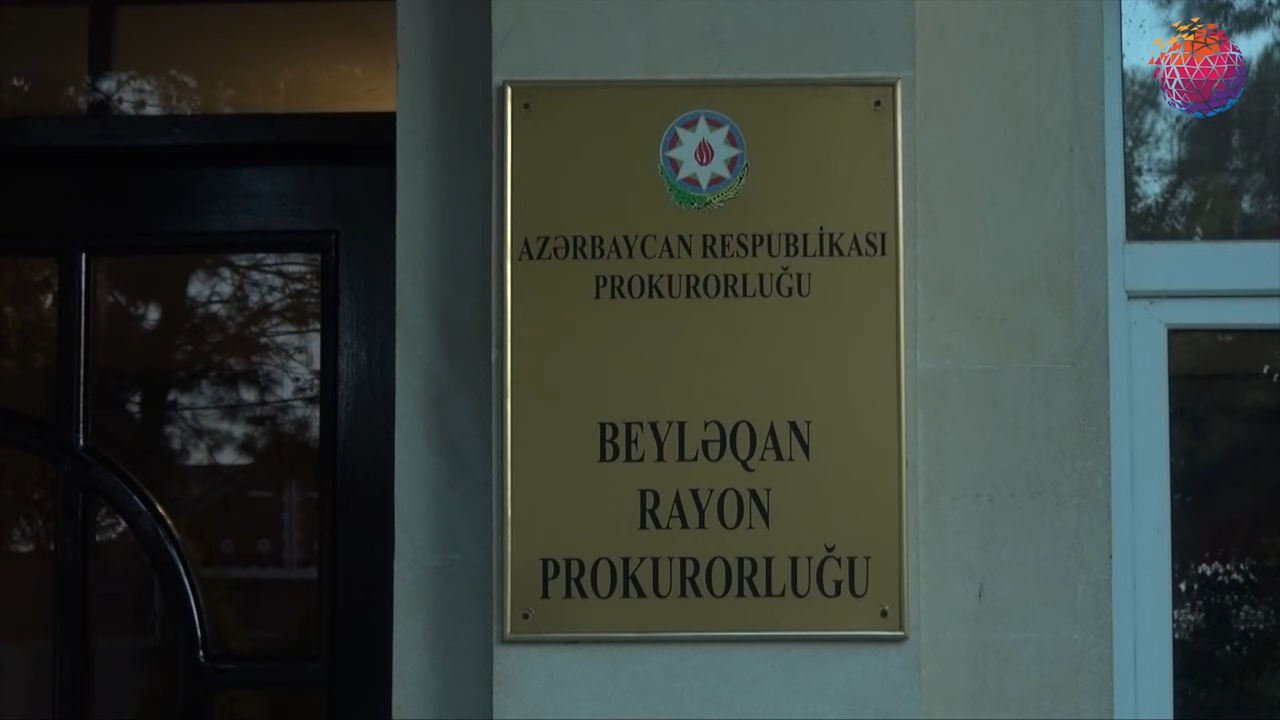 AZƏRBAYCAN RESPUBLİKASI
PROKURORLUĞU
BEYLƏQAN
RAYON
PROKURORLUĞU